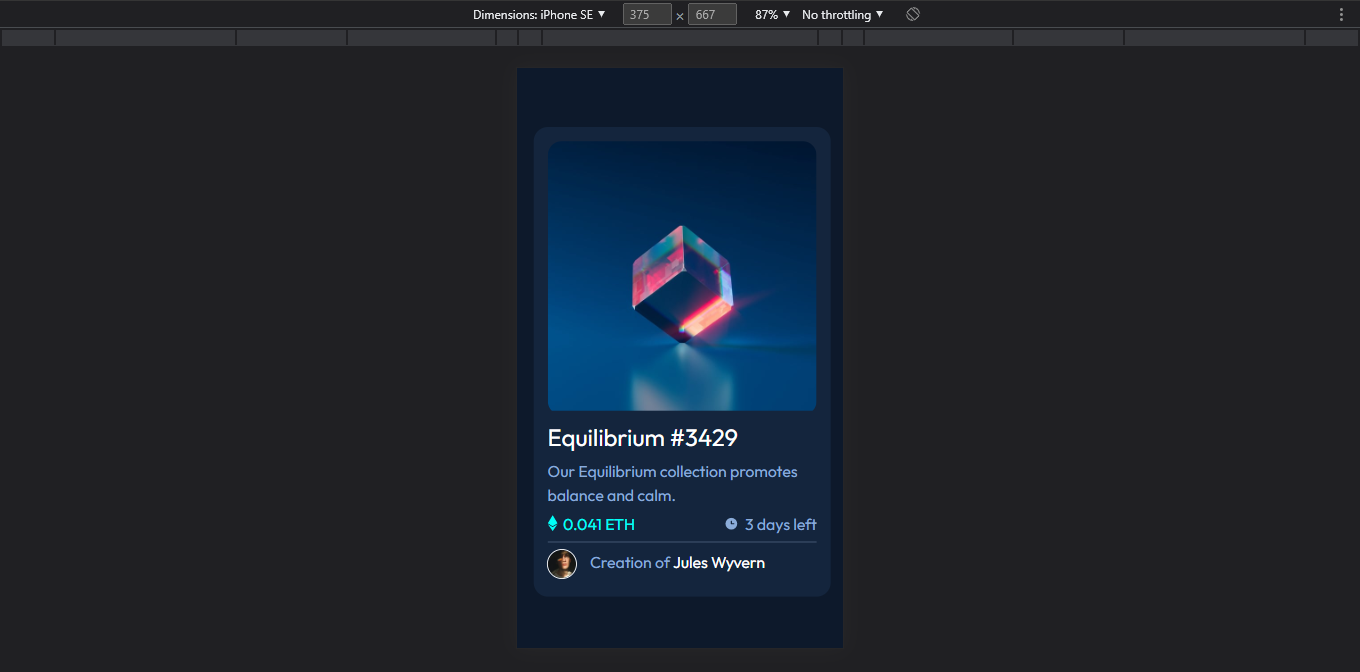 Dimensions: iPhone SE ▼ 375 × 667 87% ▼ No throttling ▼
Equilibrium #3429
Our Equilibrium collection promotes
balance and calm.
0.041 ETH 3 days left
Creation of Jules Wyvern